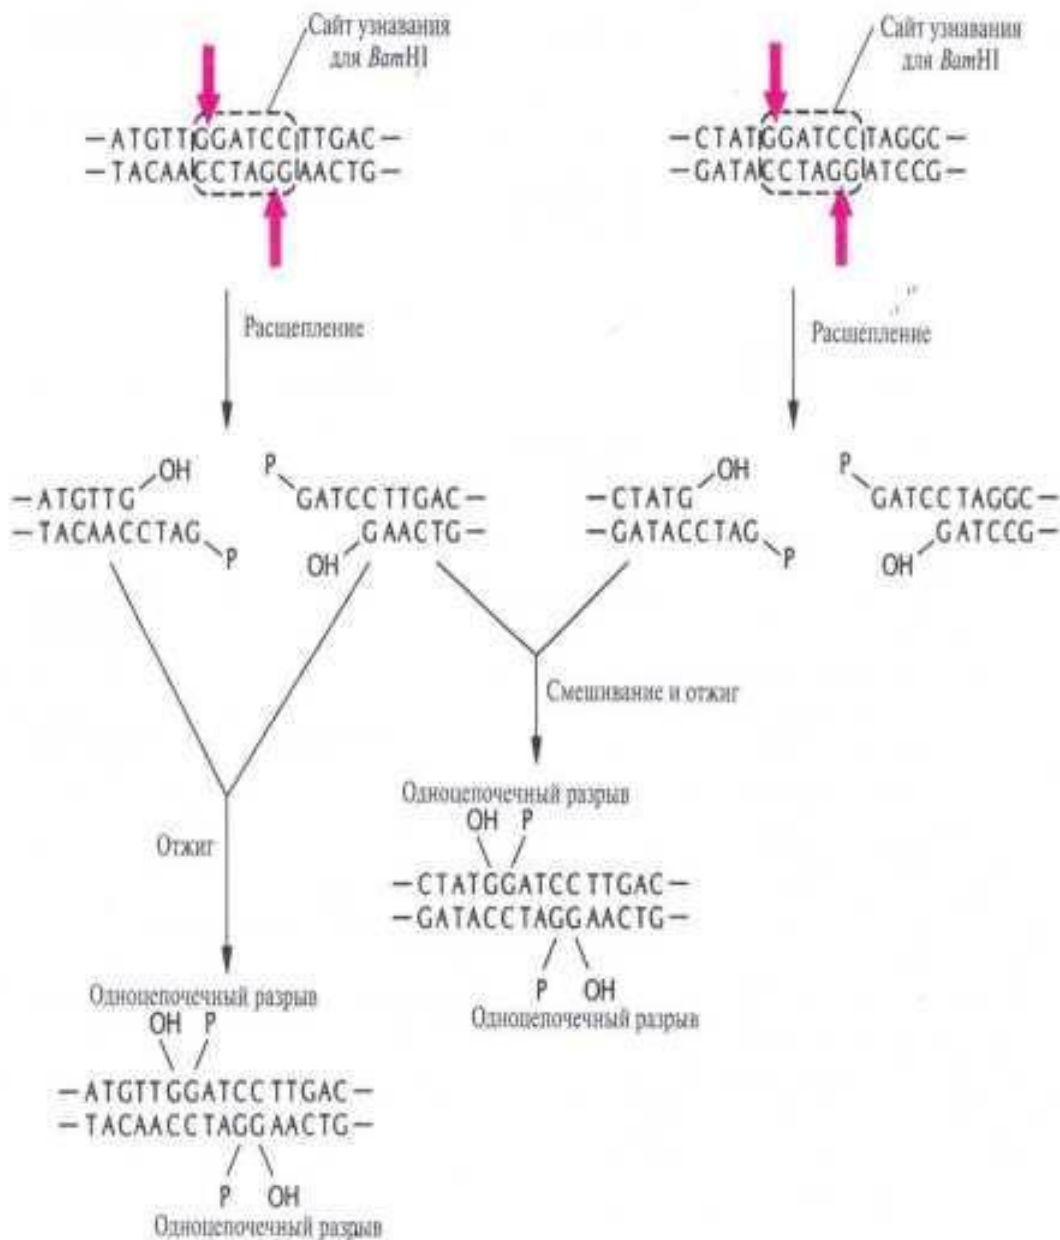 Сайт узнавания
для BamHI
Сайт узнавания
для BamHI
—ATGTTGGATCCTTGAC—
—TACAACCTAGGAACTG—
—CTATGGATCCTAGGC—
—GATACCTAGGATCCG—
Расщепление
Расщепление
OH
P
—ATGTTG
GATCCTTGAC—
—TACAACCTAG
GAACTG—
P
OH
OH
P
—CTATG
GATCCTAGGC—
—GATACCTAG
GATCCG—
P
OH
Смешивание и отжиг
Отжиг
Одноцепочечный разрыв
OH P
—CTATGGATCCTTGAC—
—GATACCTAGGAACTG—
P OH
Одноцепочечный разрыв
Одноцепочечный разрыв
OH P
—ATGTTGGATCCTTGAC—
—TACAACCTAGGAACTG—
P OH
Одноцепочечный разрыв